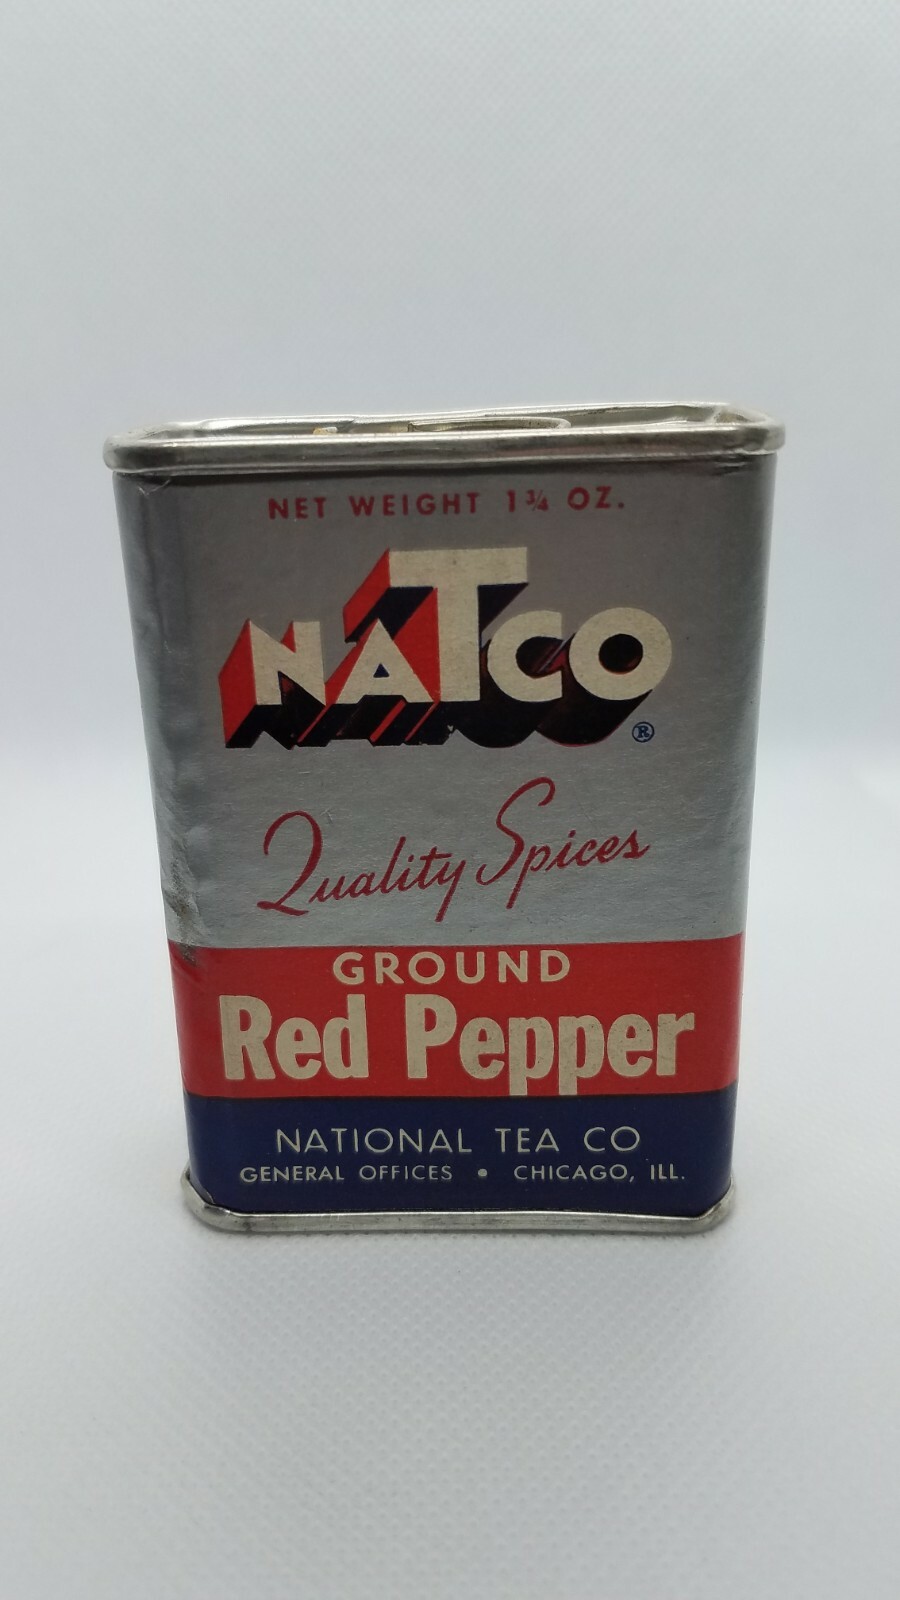 NET WEIGHT 1¾ OZ.
NATCO
®
Quality Spices
GROUND
Red Pepper
NATIONAL TEA CO
GENERAL OFFICES • CHICAGO, ILL.